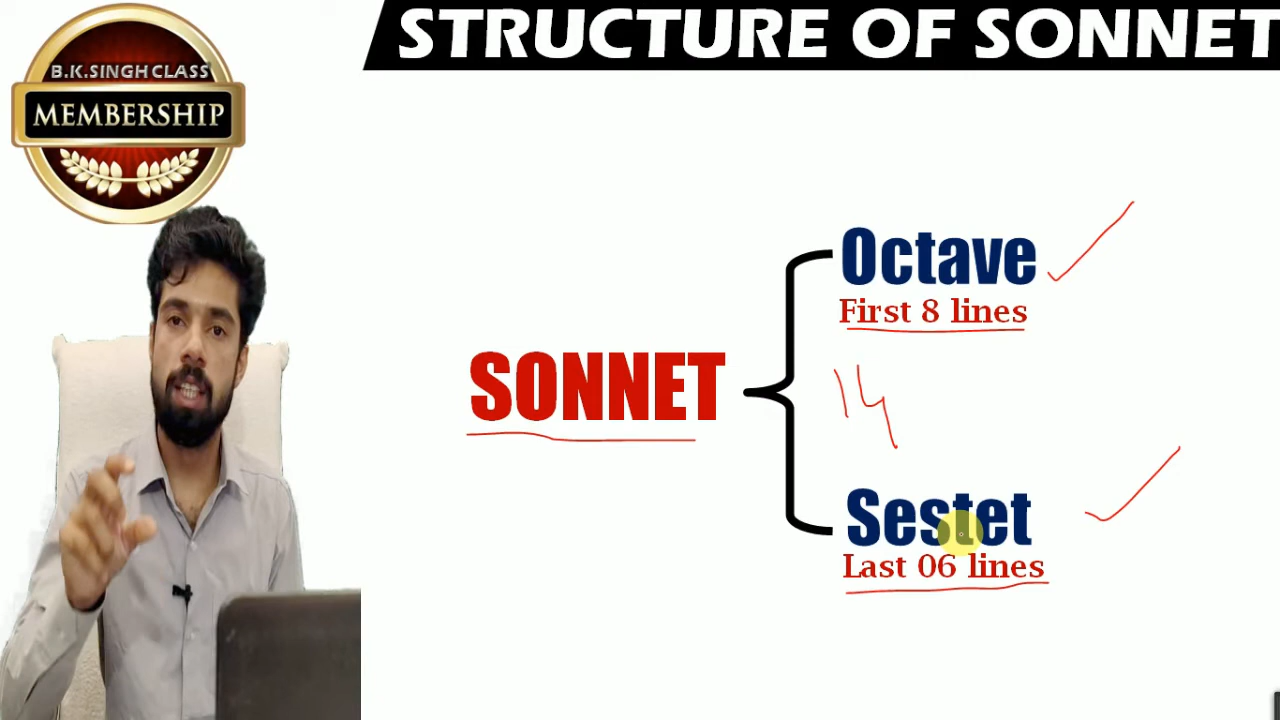 B.K.SINGH CLASS
MEMBERSHIP
STRUCTURE OF SONNET
Octave
First 8 lines
SONNET
14
Sestet
Last 06 lines